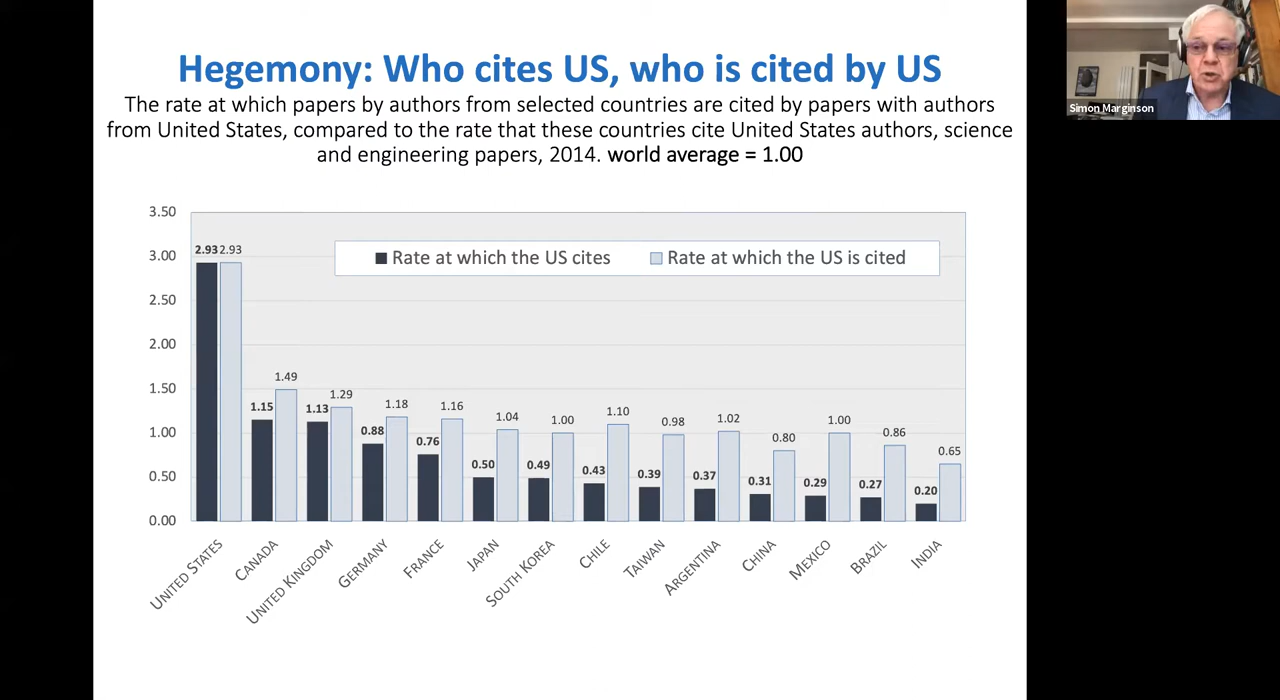 Hegemony: Who cites US, who is cited by US
The rate at which papers by authors from selected countries are cited by papers with authors
from United States, compared to the rate that these countries cite United States authors, science
and engineering papers, 2014. world average = 1.00
Simon Marginson
3.50
3.00
2.50
2.00
1.50
1.00
0.50
0.00
Rate at which the US cites
Rate at which the US is cited
2.93 2.93
1.15 1.49
1.13 1.29
0.88 1.18
0.76 1.16
0.50 1.04
0.49 1.00
0.43 1.10
0.39 0.98
0.37 1.02
0.31 0.80
0.29 1.00
0.27 0.86
0.20 0.65
UNITED STATES
CANADA
UNITED KINGDOM
GERMANY
FRANCE
JAPAN
SOUTH KOREA
CHILE
TAIWAN
ARGENTINA
CHINA
MEXICO
BRAZIL
INDIA